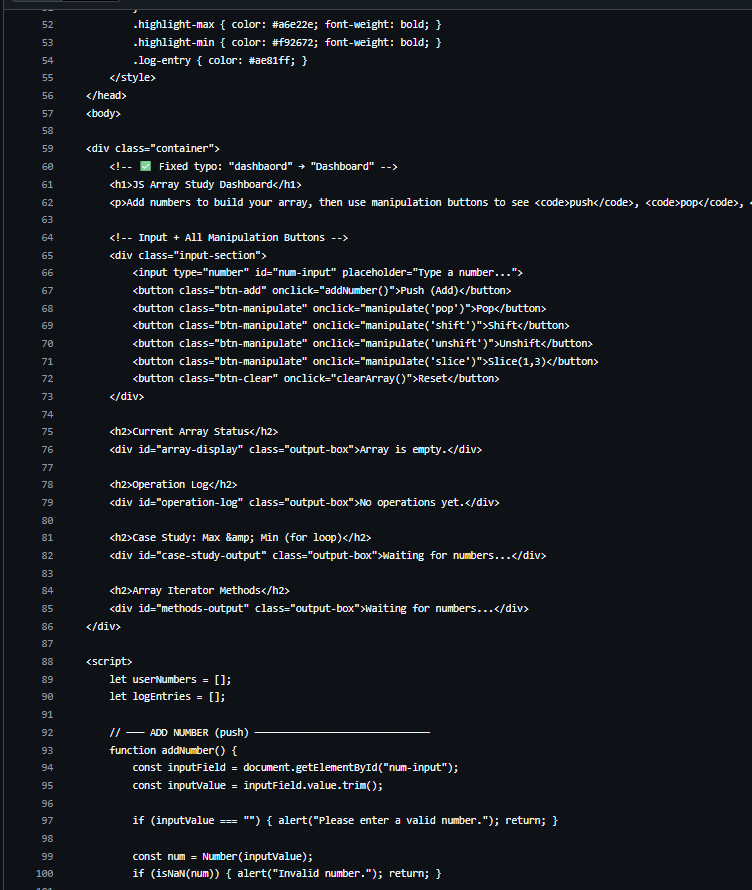 52 .highlight-max { color: #a6e22e; font-weight: bold; }
53 .highlight-min { color: #f92672; font-weight: bold; }
54 .log-entry { color: #ae81ff; }
55 </style>
56 </head>
57 <body>
58
59 <div class="container">
60 <!-- ✅ Fixed typo: "dashbaord" → "Dashboard" -->
61 <h1>JS Array Study Dashboard</h1>
62 <p>Add numbers to build your array, then use manipulation buttons to see <code>push</code>, <code>pop</code>, <
63
64 <!-- Input + All Manipulation Buttons -->
65 <div class="input-section">
66 <input type="number" id="num-input" placeholder="Type a number...">
67 <button class="btn-add" onclick="addNumber()">Push (Add)</button>
68 <button class="btn-manipulate" onclick="manipulate('pop')">Pop</button>
69 <button class="btn-manipulate" onclick="manipulate('shift')">Shift</button>
70 <button class="btn-manipulate" onclick="manipulate('unshift')">Unshift</button>
71 <button class="btn-manipulate" onclick="manipulate('slice')">Slice(1,3)</button>
72 <button class="btn-clear" onclick="clearArray()">Reset</button>
73 </div>
74
75 <h2>Current Array Status</h2>
76 <div id="array-display" class="output-box">Array is empty.</div>
77
78 <h2>Operation Log</h2>
79 <div id="operation-log" class="output-box">No operations yet.</div>
80
81 <h2>Case Study: Max &amp; Min (for loop)</h2>
82 <div id="case-study-output" class="output-box">Waiting for numbers...</div>
83
84 <h2>Array Iterator Methods</h2>
85 <div id="methods-output" class="output-box">Waiting for numbers...</div>
86 </div>
87
88 <script>
89 let userNumbers = [];
90 let logEntries = [];
91
92 // ─── ADD NUMBER (push) ──────────────────────────────
93 function addNumber() {
94 const inputField = document.getElementById("num-input");
95 const inputValue = inputField.value.trim();
96
97 if (inputValue === "") { alert("Please enter a valid number."); return; }
98
99 const num = Number(inputValue);
100 if (isNaN(num)) { alert("Invalid number."); return; }